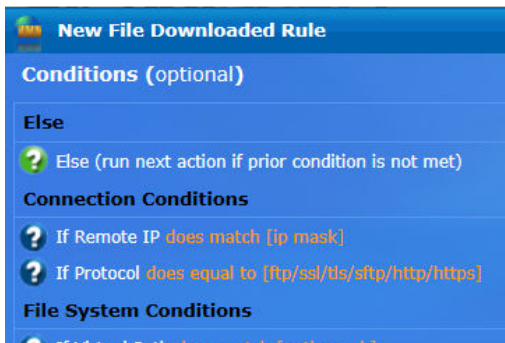 New File Downloaded Rule
Conditions (optional)
Else
Else (run next action if prior condition is not met)
Connection Conditions
If Remote IP does match [ip mask]
If Protocol does equal to [ftp/ssl/tls/sftp/http/https]
File System Conditions